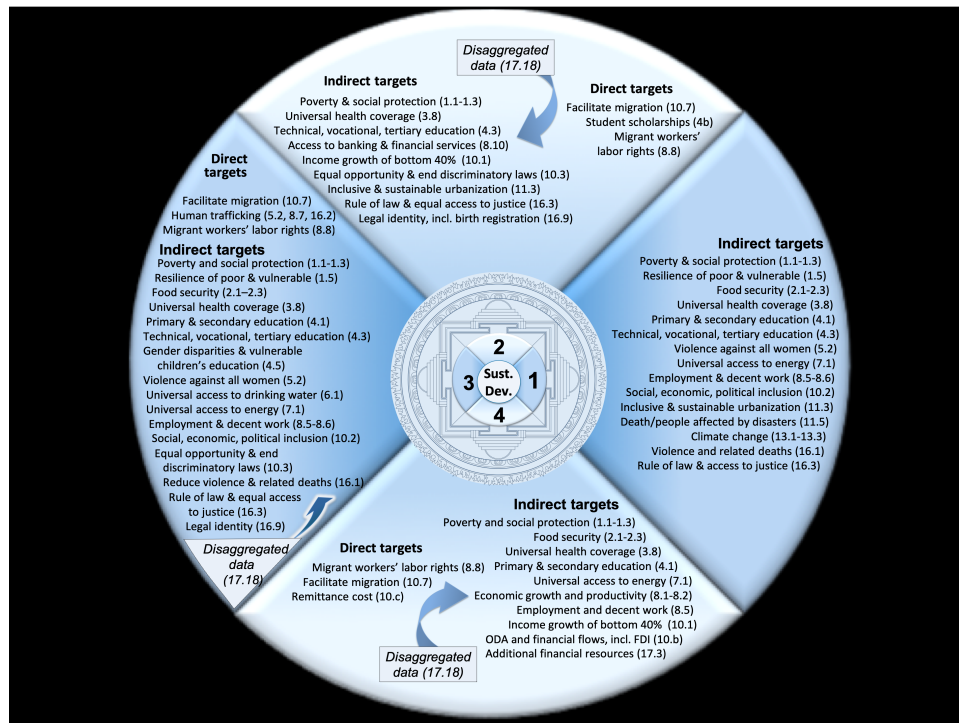 Disaggregated
data (17.18)
Indirect targets
Poverty & social protection (1.1-1.3)
Universal health coverage (3.8)
Technical, vocational, tertiary education (4.3)
Access to banking & financial services (8.10)
Income growth of bottom 40% (10.1)
Equal opportunity & end discriminatory laws (10.3)
Inclusive & sustainable urbanization (11.3)
Rule of law & equal access to justice (16.3)
Legal identity, incl. birth registration (16.9)
Direct targets
Facilitate migration (10.7)
Student scholarships (4b)
Migrant workers'
labor rights (8.8)
Direct
targets
Facilitate migration (10.7)
Human trafficking (5.2, 8.7, 16.2)
Migrant workers' labor rights (8.8)
Indirect targets
Poverty and social protection (1.1-1.3)
Resilience of poor & vulnerable (1.5)
Food security (2.1–2.3)
Universal health coverage (3.8)
Primary & secondary education (4.1)
Technical, vocational, tertiary education (4.3)
Gender disparities & vulnerable
children's education (4.5)
Violence against all women (5.2)
Universal access to drinking water (6.1)
Universal access to energy (7.1)
Employment & decent work (8.5-8.6)
Social, economic, political inclusion (10.2)
Equal opportunity & end
discriminatory laws (10.3)
Reduce violence & related deaths (16.1)
Rule of law & equal access
to justice (16.3)
Legal identity (16.9)
Disaggregated
data
(17.18)
2
3
Sust.
Dev.
1
4
Indirect targets
Poverty & social protection (1.1-1.3)
Resilience of poor & vulnerable (1.5)
Food security (2.1-2.3)
Universal health coverage (3.8)
Primary & secondary education (4.1)
Technical, vocational, tertiary education (4.3)
Violence against all women (5.2)
Universal access to energy (7.1)
Employment & decent work (8.5-8.6)
Social, economic, political inclusion (10.2)
Inclusive & sustainable urbanization (11.3)
Death/people affected by disasters (11.5)
Climate change (13.1-13.3)
Violence and related deaths (16.1)
Rule of law & access to justice (16.3)
Direct targets
Migrant workers' labor rights (8.8)
Facilitate migration (10.7)
Remittance cost (10.c)
Disaggregated
data (17.18)
Indirect targets
Poverty and social protection (1.1-1.3)
Food security (2.1-2.3)
Universal health coverage (3.8)
Primary & secondary education (4.1)
Universal access to energy (7.1)
Economic growth and productivity (8.1-8.2)
Employment and decent work (8.5)
Income growth of bottom 40% (10.1)
ODA and financial flows, incl. FDI (10.b)
Additional financial resources (17.3)